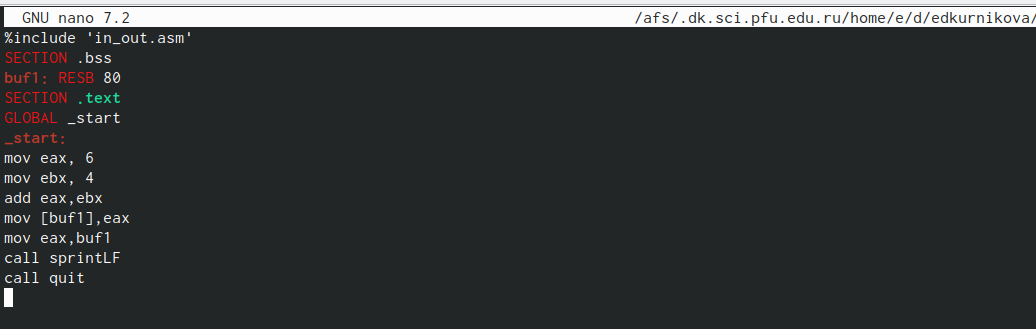 GNU nano 7.2 /afs/.dk.sci.pfu.edu.ru/home/e/d/edkurnikova/
%include 'in_out.asm'
SECTION .bss
buf1: RESB 80
SECTION .text
GLOBAL _start
_start:
mov eax, 6
mov ebx, 4
add eax,ebx
mov [buf1],eax
mov eax,buf1
call sprintLF
call quit